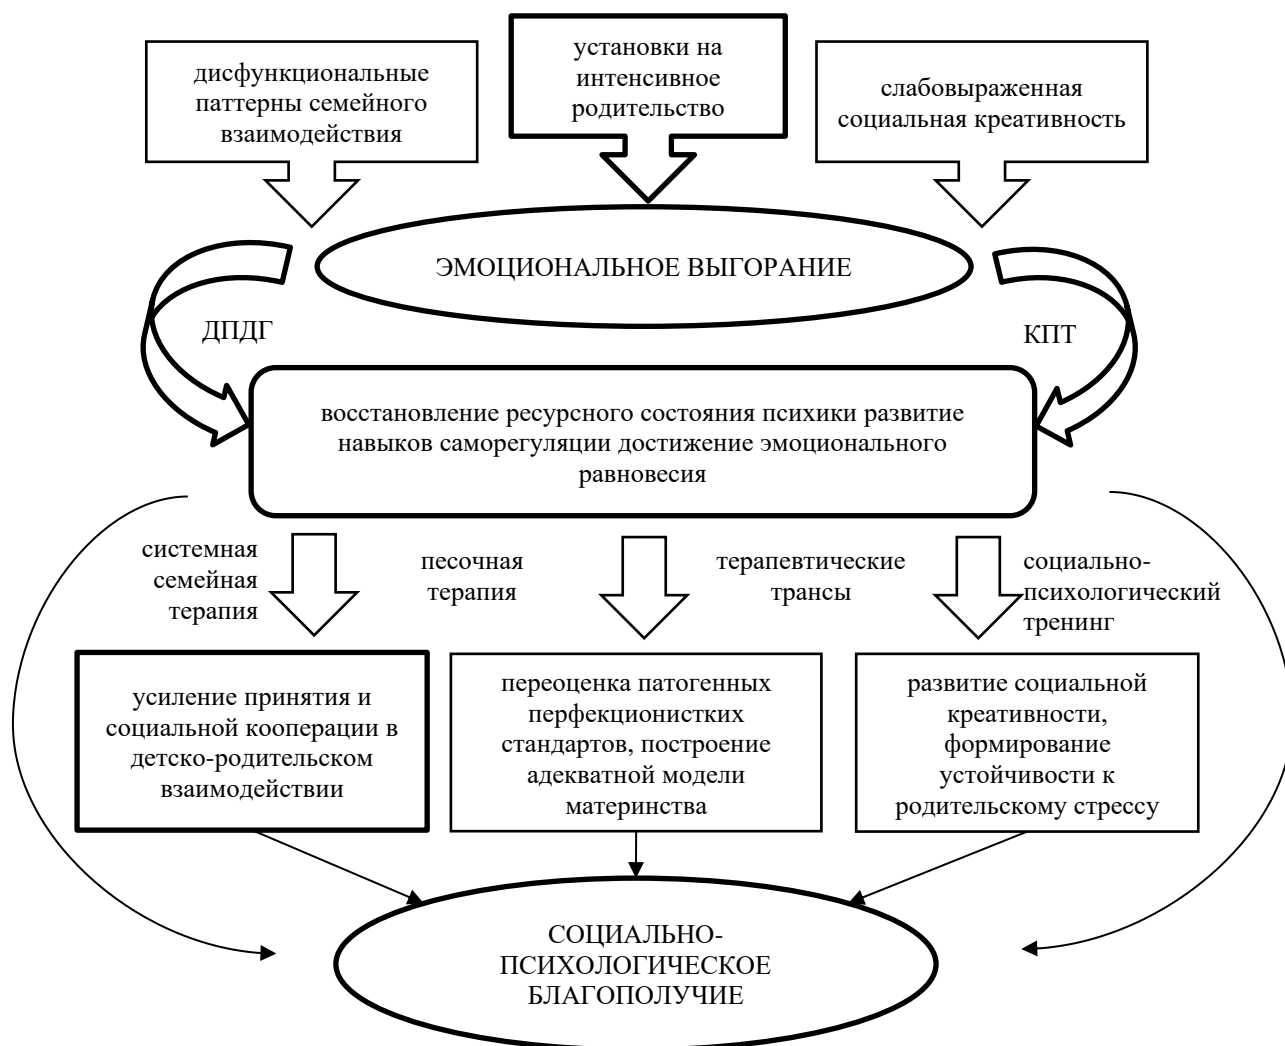 дисфункциональные
паттерны семейного
взаимодействия
установки на
интенсивное
родительство
слабовыраженная
социальная креативность
ЭМОЦИОНАЛЬНОЕ ВЫГОРАНИЕ
ДПДГ
КПТ
восстановление ресурсного состояния психики развитие
навыков саморегуляции достижение эмоционального
равновесия
системная
семейная
терапия
песочная
терапия
терапевтические
трансы
социально-
психологический
тренинг
усиление принятия и
социальной кооперации в
детско-родительском
взаимодействии
переоценка патогенных
перфекционистких
стандартов, построение
адекватной модели
материнства
развитие социальной
креативности,
формирование
устойчивости к
родительскому стрессу
СОЦИАЛЬНО-
ПСИХОЛОГИЧЕСКОЕ
БЛАГОПОЛУЧИЕ